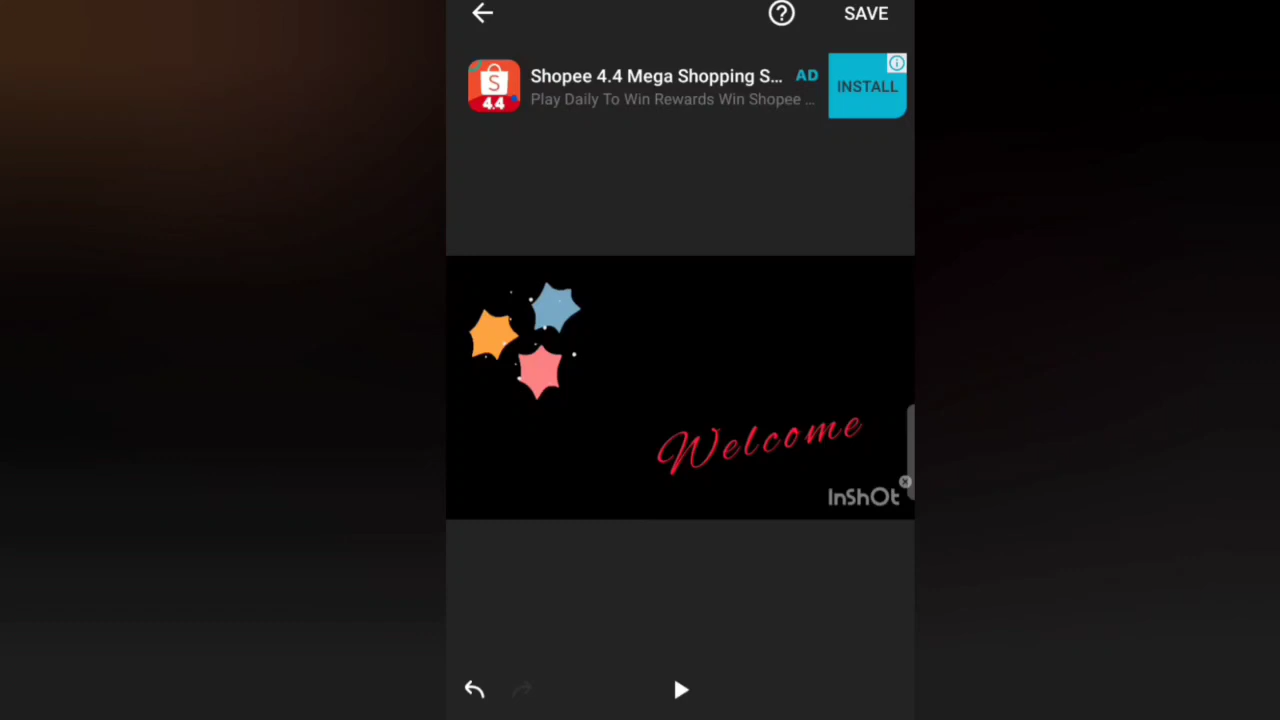 SAVE
Shopee 4.4 Mega Shopping S... AD
Play Daily To Win Rewards Win Shopee ...
INSTALL
S
4.4
Welcome
InShOt